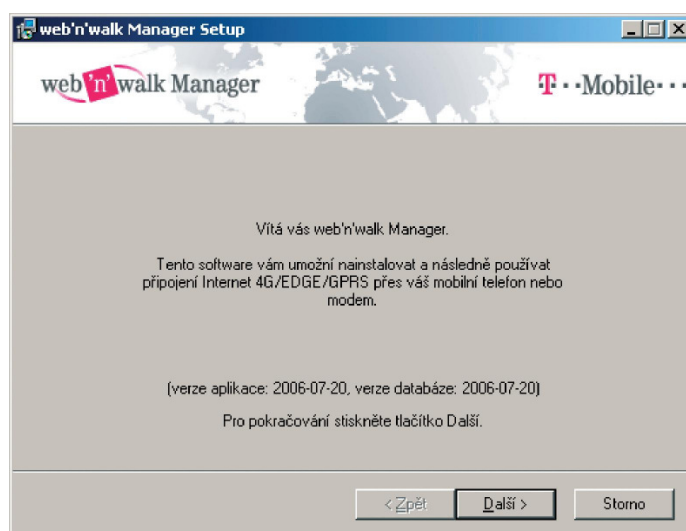 web'n'walk Manager Setup
web'n'walk Manager
T··Mobile···
Vítá vás web'n'walk Manager.
Tento software vám umožní nainstalovat a následně používat
připojení Internet 4G/EDGE/GPRS přes váš mobilní telefon nebo
modem.
(verze aplikace: 2006-07-20, verze databáze: 2006-07-20)
Pro pokračování stiskněte tlačítko Další.
< Zpět
Další >
Storno